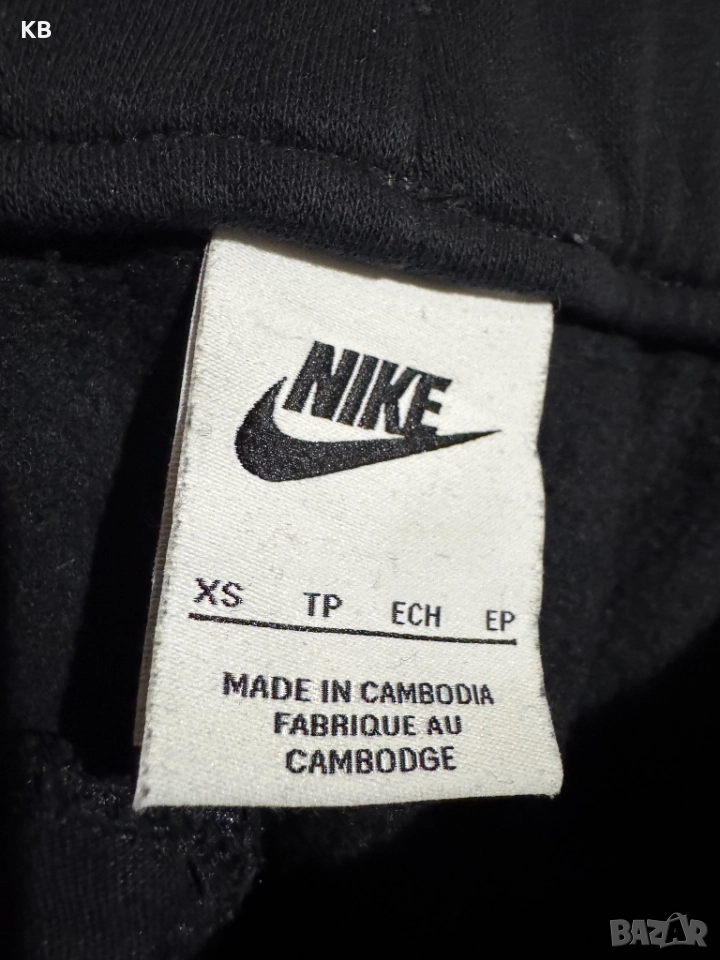 KB
NIKE
XS TP ECH EP
MADE IN CAMBODIA
FABRIQUE AU
CAMBODGE
BAZAR